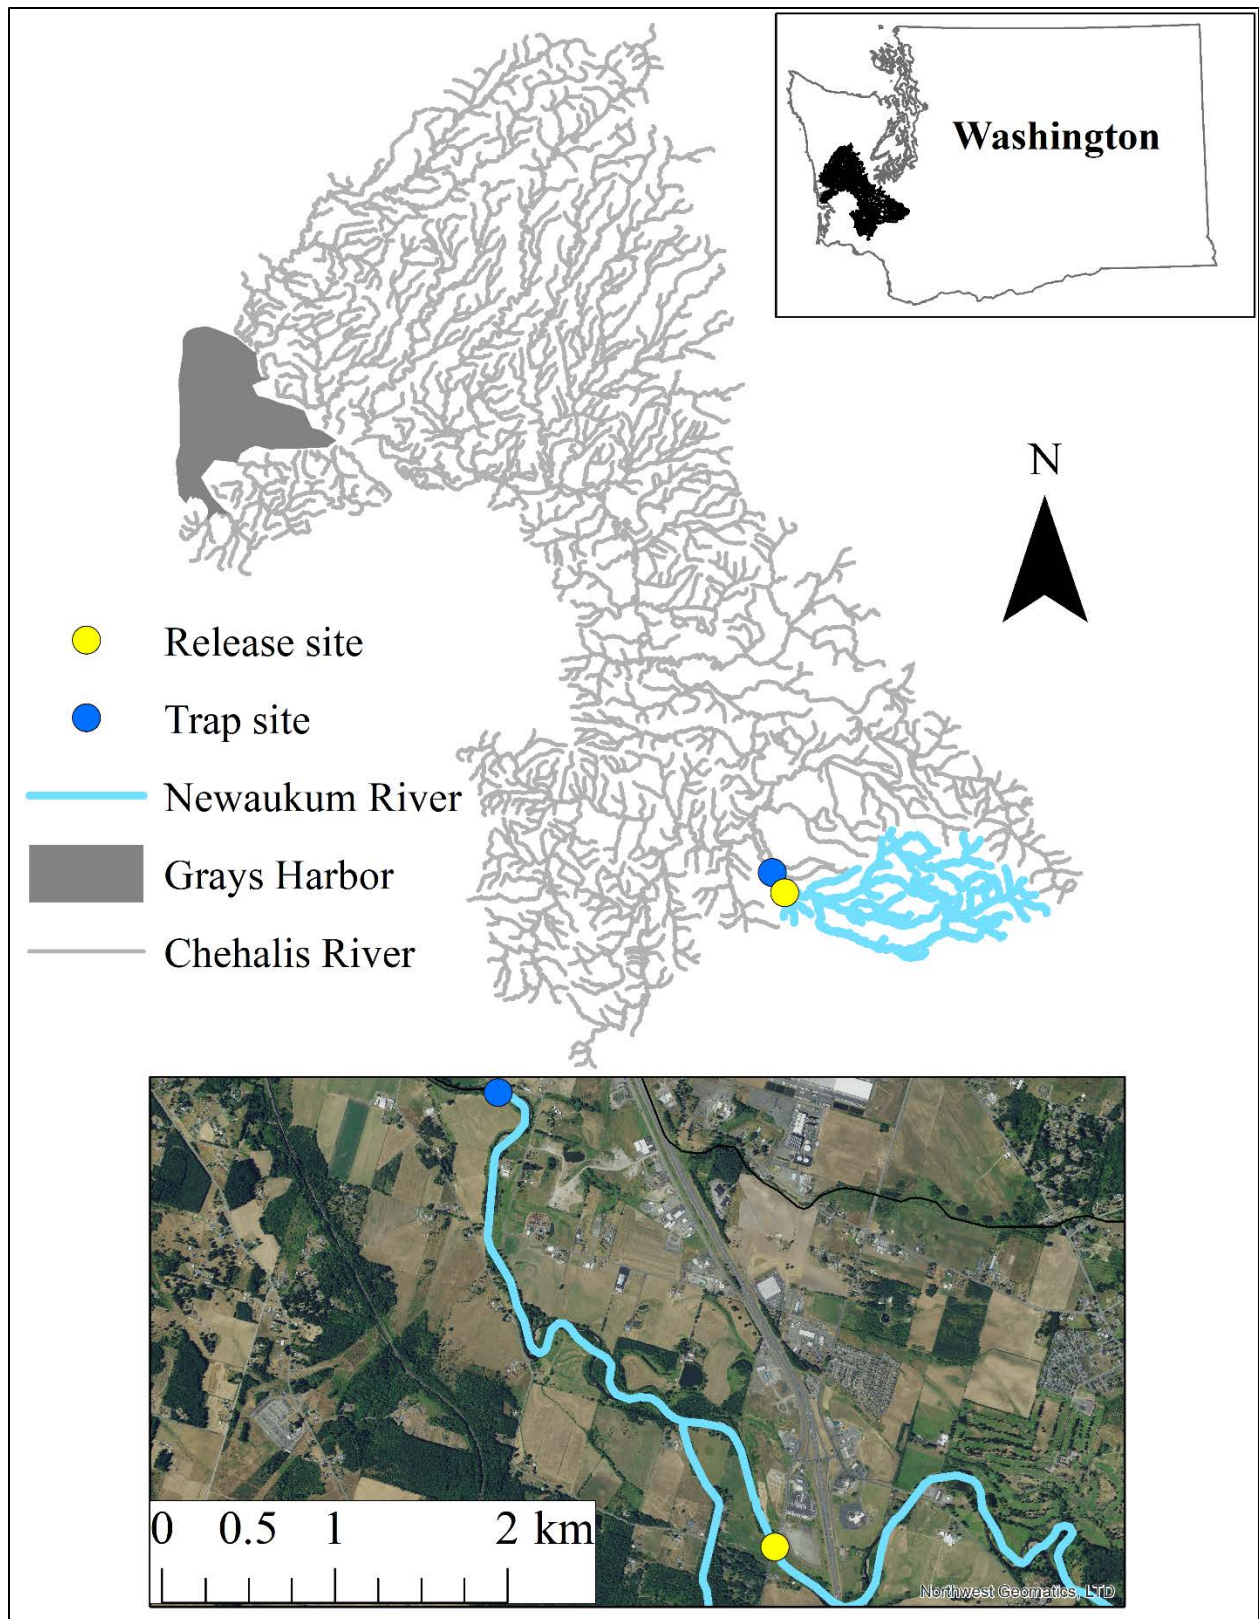 Washington
N
Release site
Trap site
Newaukum River
Grays Harbor
Chehalis River
0 0.5 1 2 km
Northwest Geomatics, LTD